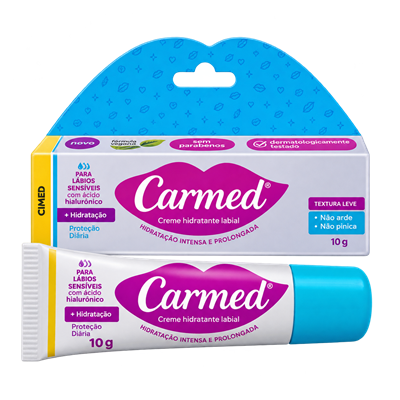 novo
fórmula
vegana
sem
parabenos
dermatologicamente
testado
CIMED
PARA
LÁBIOS
SENSÍVEIS
com ácido
hialurônico
+ Hidratação
Proteção
Diária
Carmed®
Creme hidratante labial
HIDRATAÇÃO INTENSA E PROLONGADA
TEXTURA LEVE
• Não arde
• Não pinica
10 g
PARA
LÁBIOS
SENSÍVEIS
com ácido
hialurônico
+ Hidratação
Proteção
Diária
10 g
Carmed®
Creme hidratante labial
HIDRATAÇÃO INTENSA E PROLONGADA